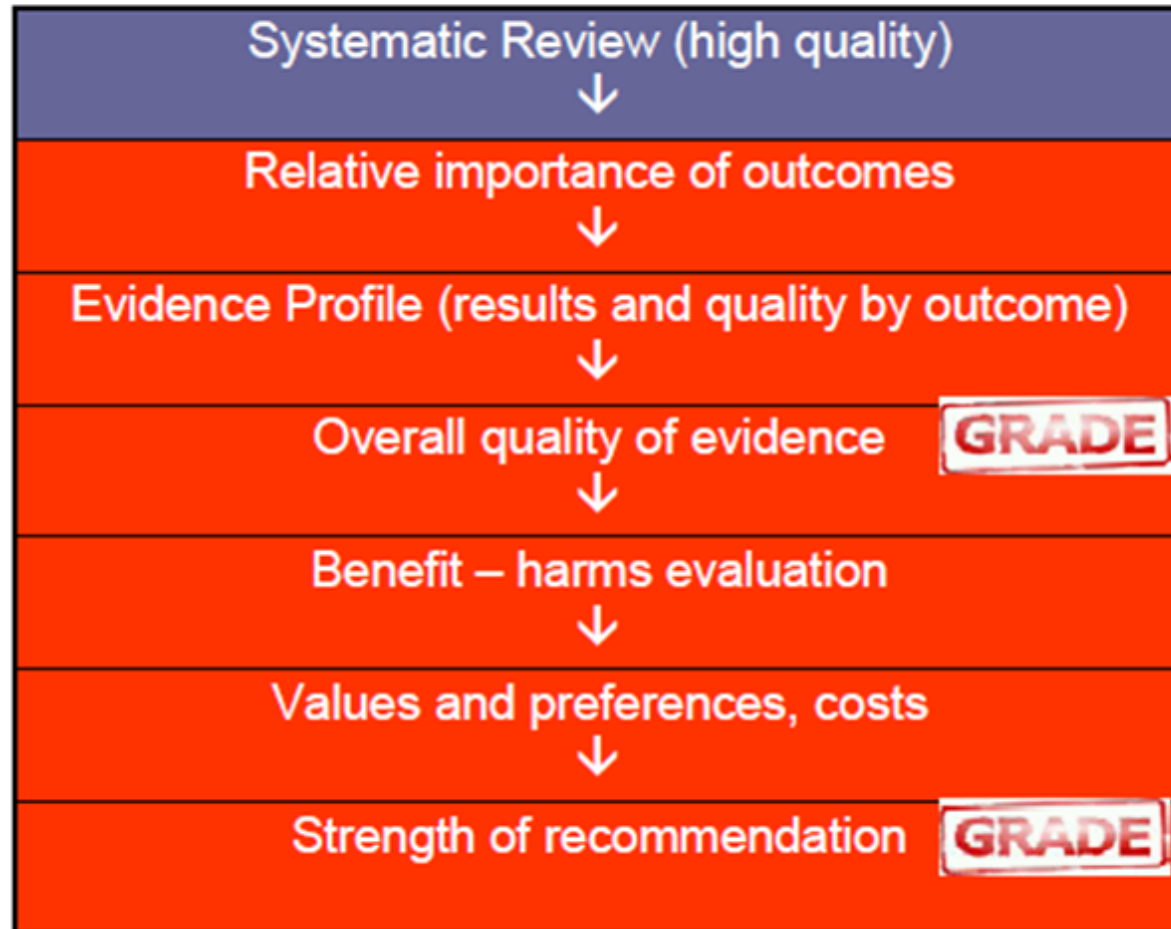 Systematic Review (high quality)
↓
Relative importance of outcomes
↓
Evidence Profile (results and quality by outcome)
↓
Overall quality of evidence GRADE
↓
Benefit – harms evaluation
↓
Values and preferences, costs
↓
Strength of recommendation GRADE